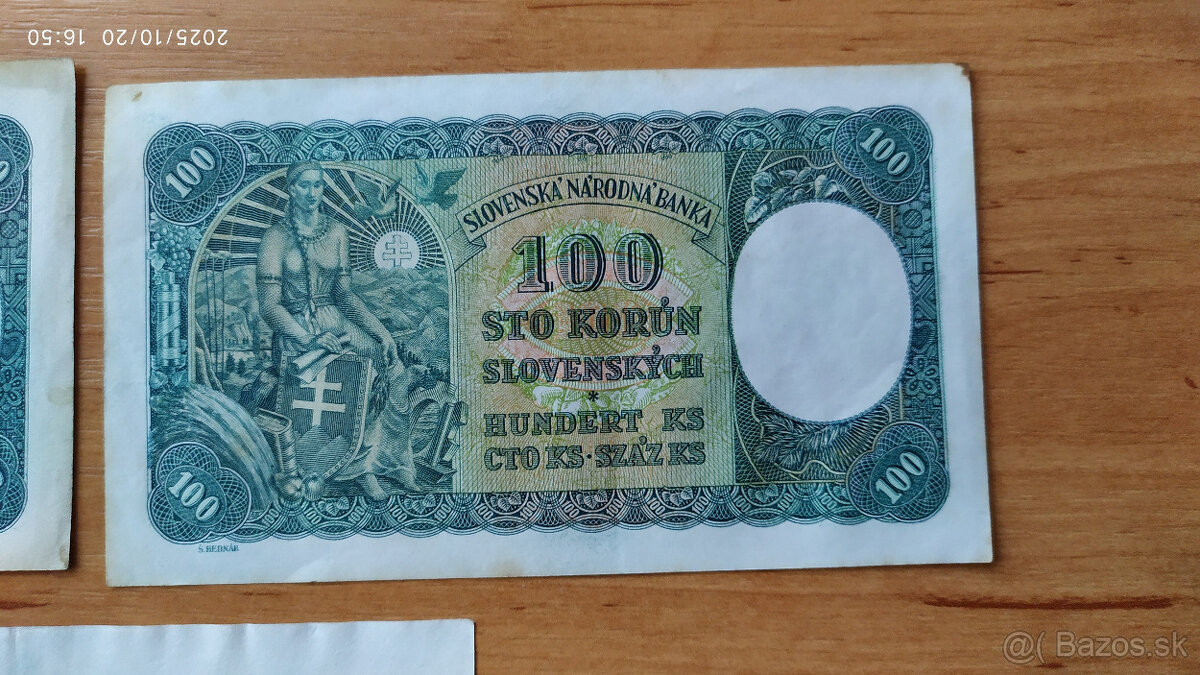 2025/10/20 16:50
100
100
SLOVENSKÁ NÁRODNÁ BANKA
100
STO KORÚN
SLOVENSKÝCH
*
HUNDERT KS
CTO KS · SZÁZ KS
100
100
Š. BEDNÁR
@( Bazos.sk